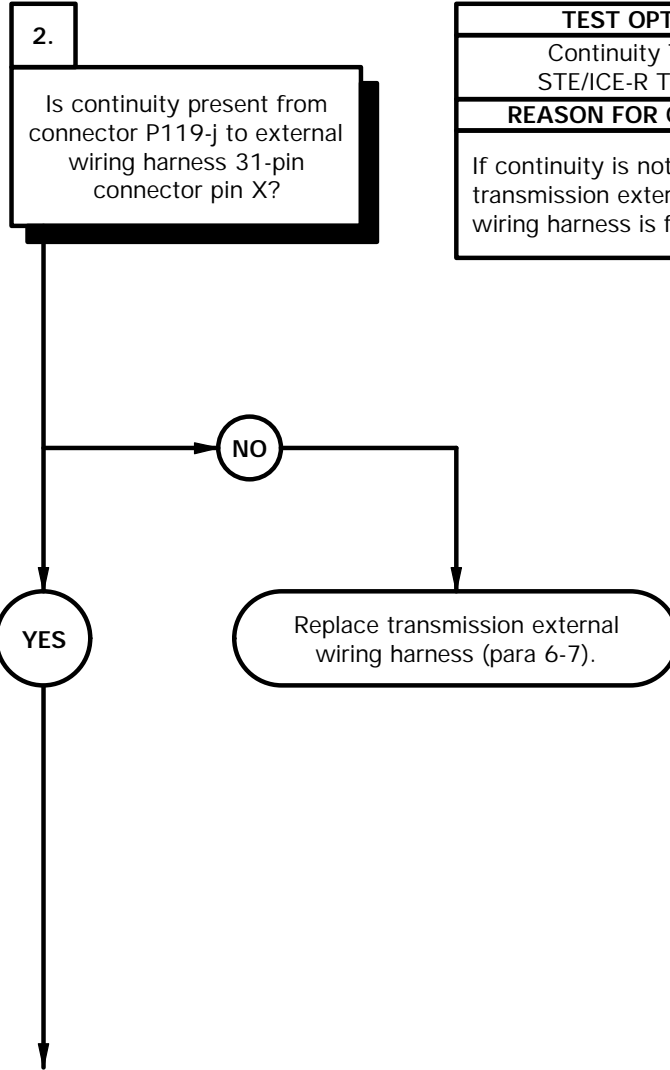 2.
Is continuity present from
connector P119-j to external
wiring harness 31-pin
connector pin X?
TEST OPT
Continuity
STE/ICE-R T
REASON FOR
If continuity is not
transmission exter
wiring harness is f
NO
YES
Replace transmission external
wiring harness (para 6-7).